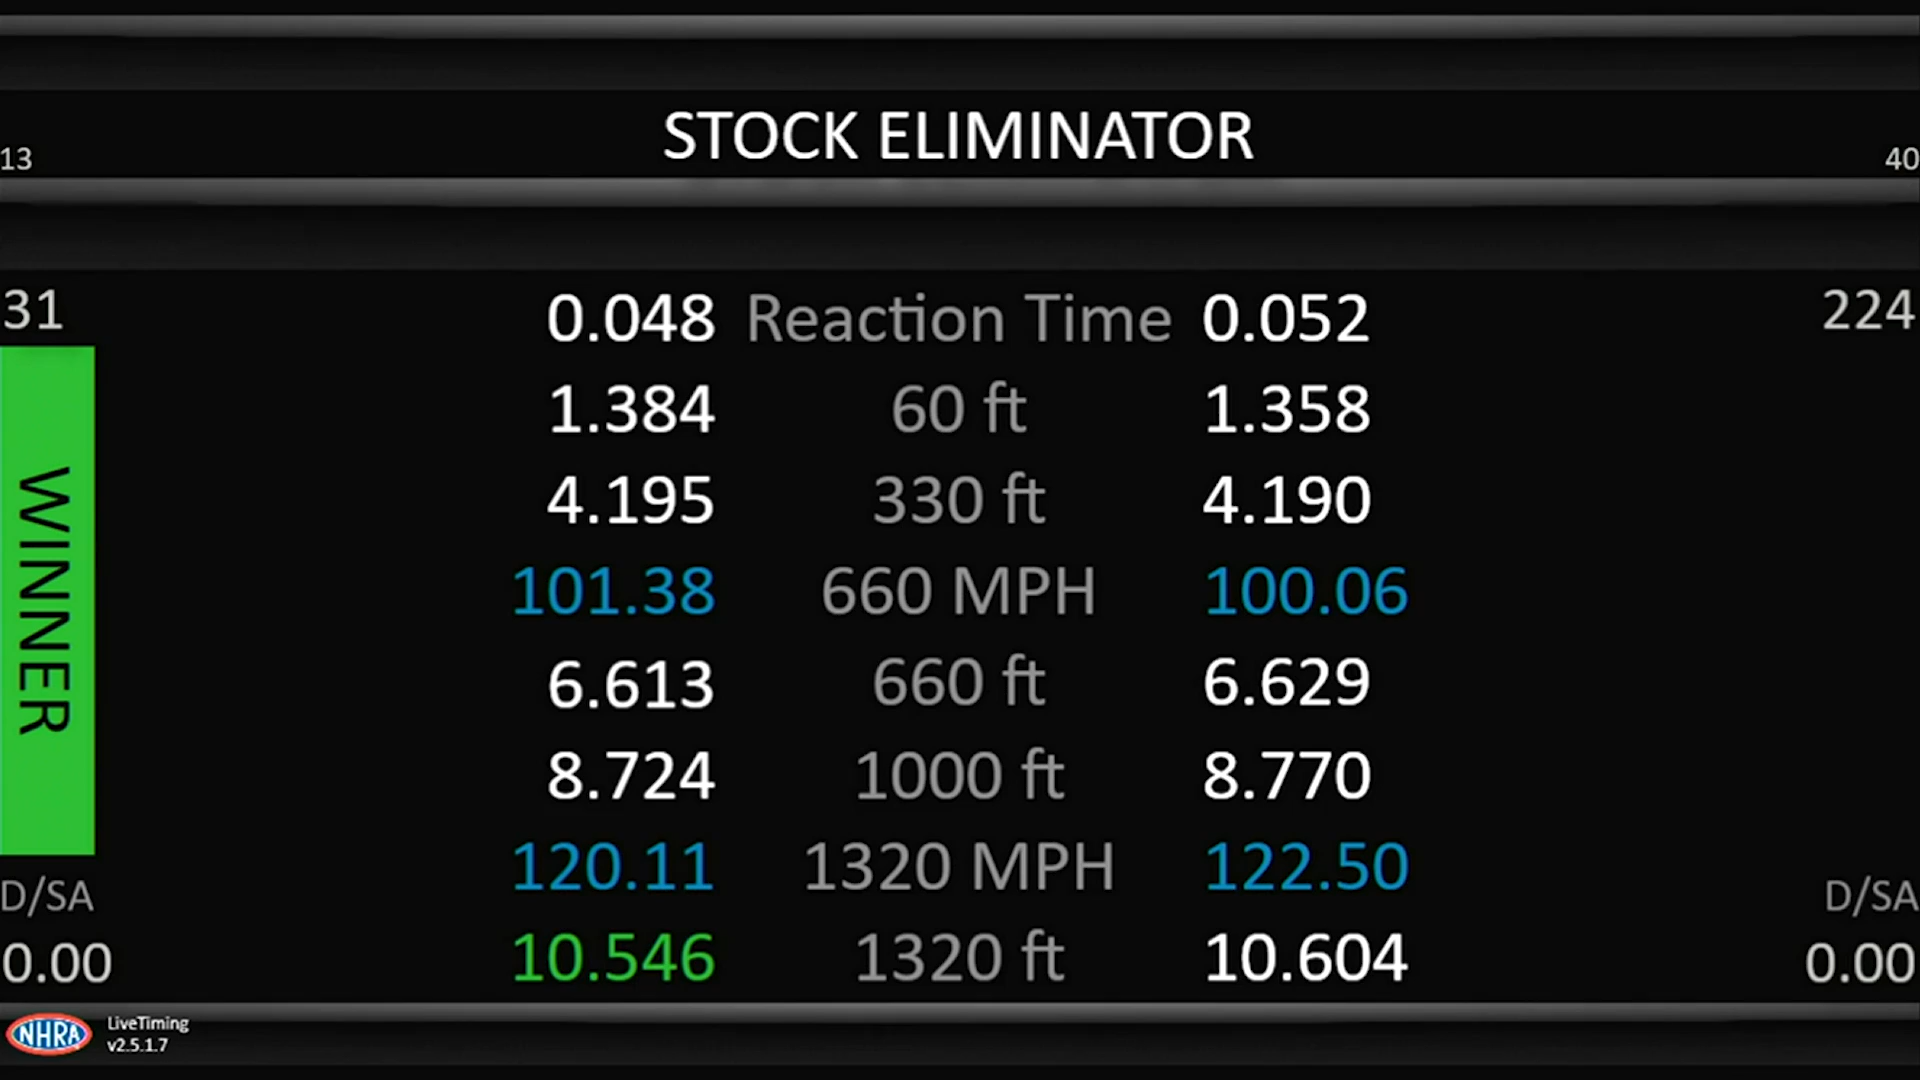 STOCK ELIMINATOR
13 40
31 0.048 Reaction Time 0.052 224
1.384 60 ft 1.358
4.195 330 ft 4.190
101.38 660 MPH 100.06
6.613 660 ft 6.629
8.724 1000 ft 8.770
120.11 1320 MPH 122.50
10.546 1320 ft 10.604
WINNER
D/SA D/SA
0.00 0.00
NHRA LiveTiming
v2.5.1.7